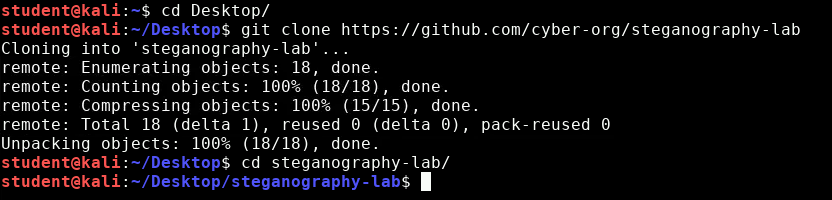 student@kali:~$ cd Desktop/
student@kali:~/Desktop$ git clone https://github.com/cyber-org/steganography-lab
Cloning into 'steganography-lab'...
remote: Enumerating objects: 18, done.
remote: Counting objects: 100% (18/18), done.
remote: Compressing objects: 100% (15/15), done.
remote: Total 18 (delta 1), reused 0 (delta 0), pack-reused 0
Unpacking objects: 100% (18/18), done.
student@kali:~/Desktop$ cd steganography-lab/
student@kali:~/Desktop/steganography-lab$